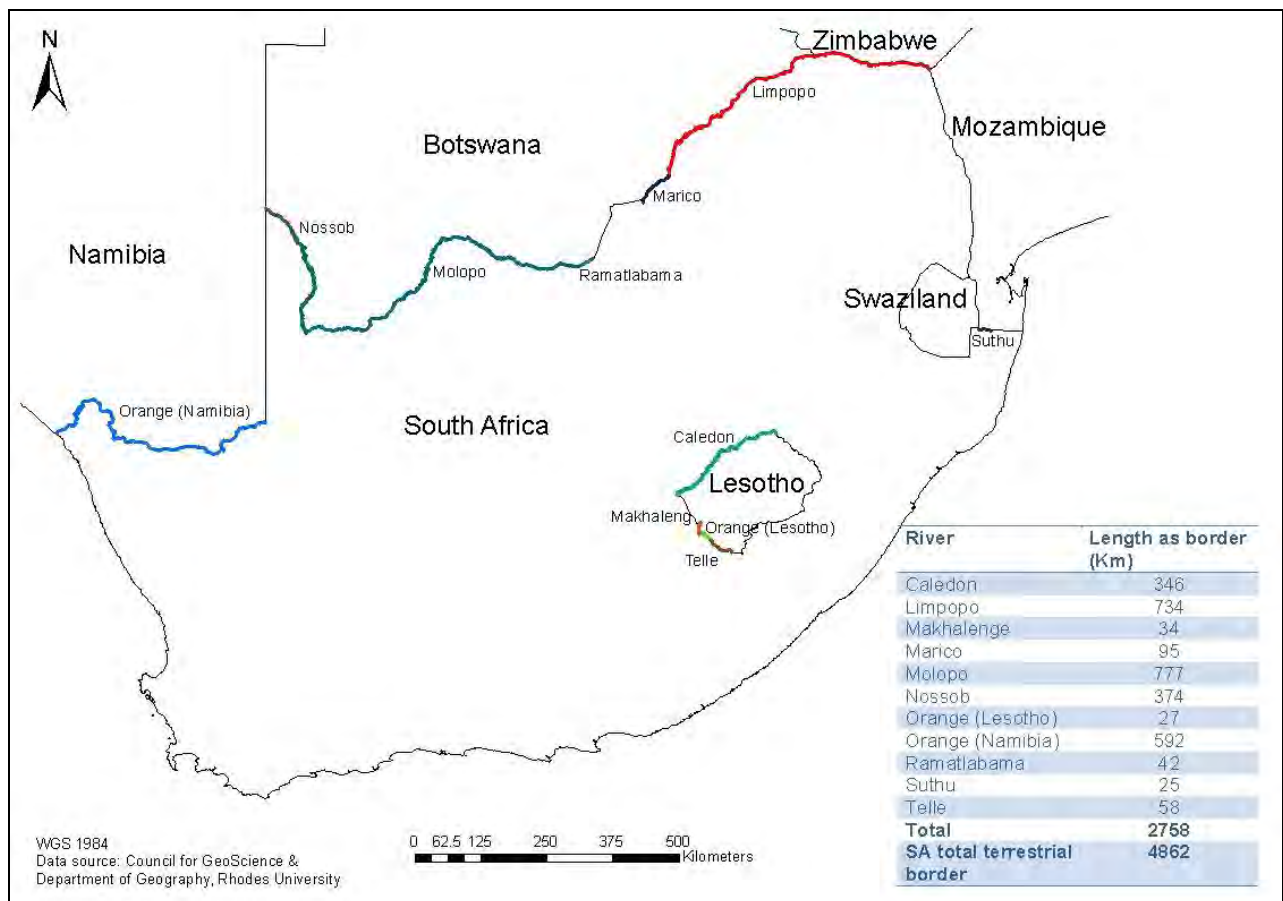 N
Zimbabwe
Limpopo
Mozambique
Botswana
Marico
Nossob
Namibia
Molopo
Ramatlabama
Swaziland
Suthu
Orange (Namibia)
South Africa
Caledon
Lesotho
Makhaleng
Orange (Lesotho)
Telle
River Length as border
(Km)
Caledon 346
Limpopo 734
Makhalenge 34
Marico 95
Molopo 777
Nossob 374
Orange (Lesotho) 27
Orange (Namibia) 592
Ramatlabama 42
Suthu 25
Telle 58
Total 2758
SA total terrestrial 4862
border
WGS 1984
Data source: Council for GeoScience &
Department of Geography, Rhodes University
0 62.5 125 250 375 500
Kilometers